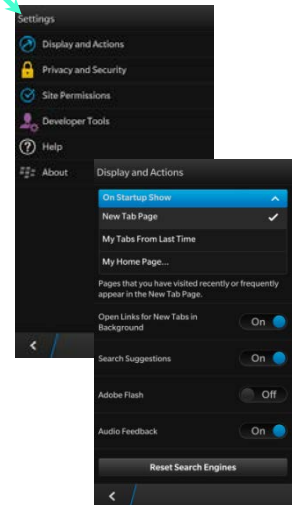 Settings
Display and Actions
Privacy and Security
Site Permissions
Developer Tools
Help
About
Display and Actions
On Startup Show
New Tab Page
My Tabs From Last Time
My Home Page...
Pages that you have visited recently or frequently
appear in the New Tab Page.
Open Links for New Tabs in
Background
On
Search Suggestions
On
Adobe Flash
Off
Audio Feedback
On
Reset Search Engines